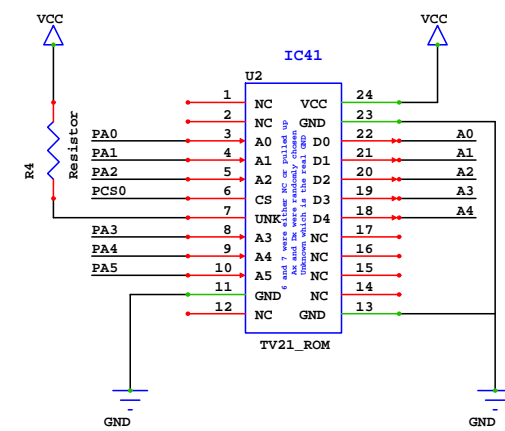 VCC
VCC
IC41
U2
R4
Resistor
1 NC VCC 24
2 NC GND 23
PA0 3 A0 D0 22 A0
PA1 4 A1 D1 21 A1
PA2 5 A2 D2 20 A2
PCS0 6 CS D3 19 A3
7 UNK D4 18 A4
PA3 8 A3 NC 17
PA4 9 A4 NC 16
PA5 10 A5 NC 15
11 GND NC 14
12 NC GND 13
6 and 7 were either NC or pulled up
Ax and Dx were randomly chosen
Unknown which is the real GND
TV21_ROM
GND
GND